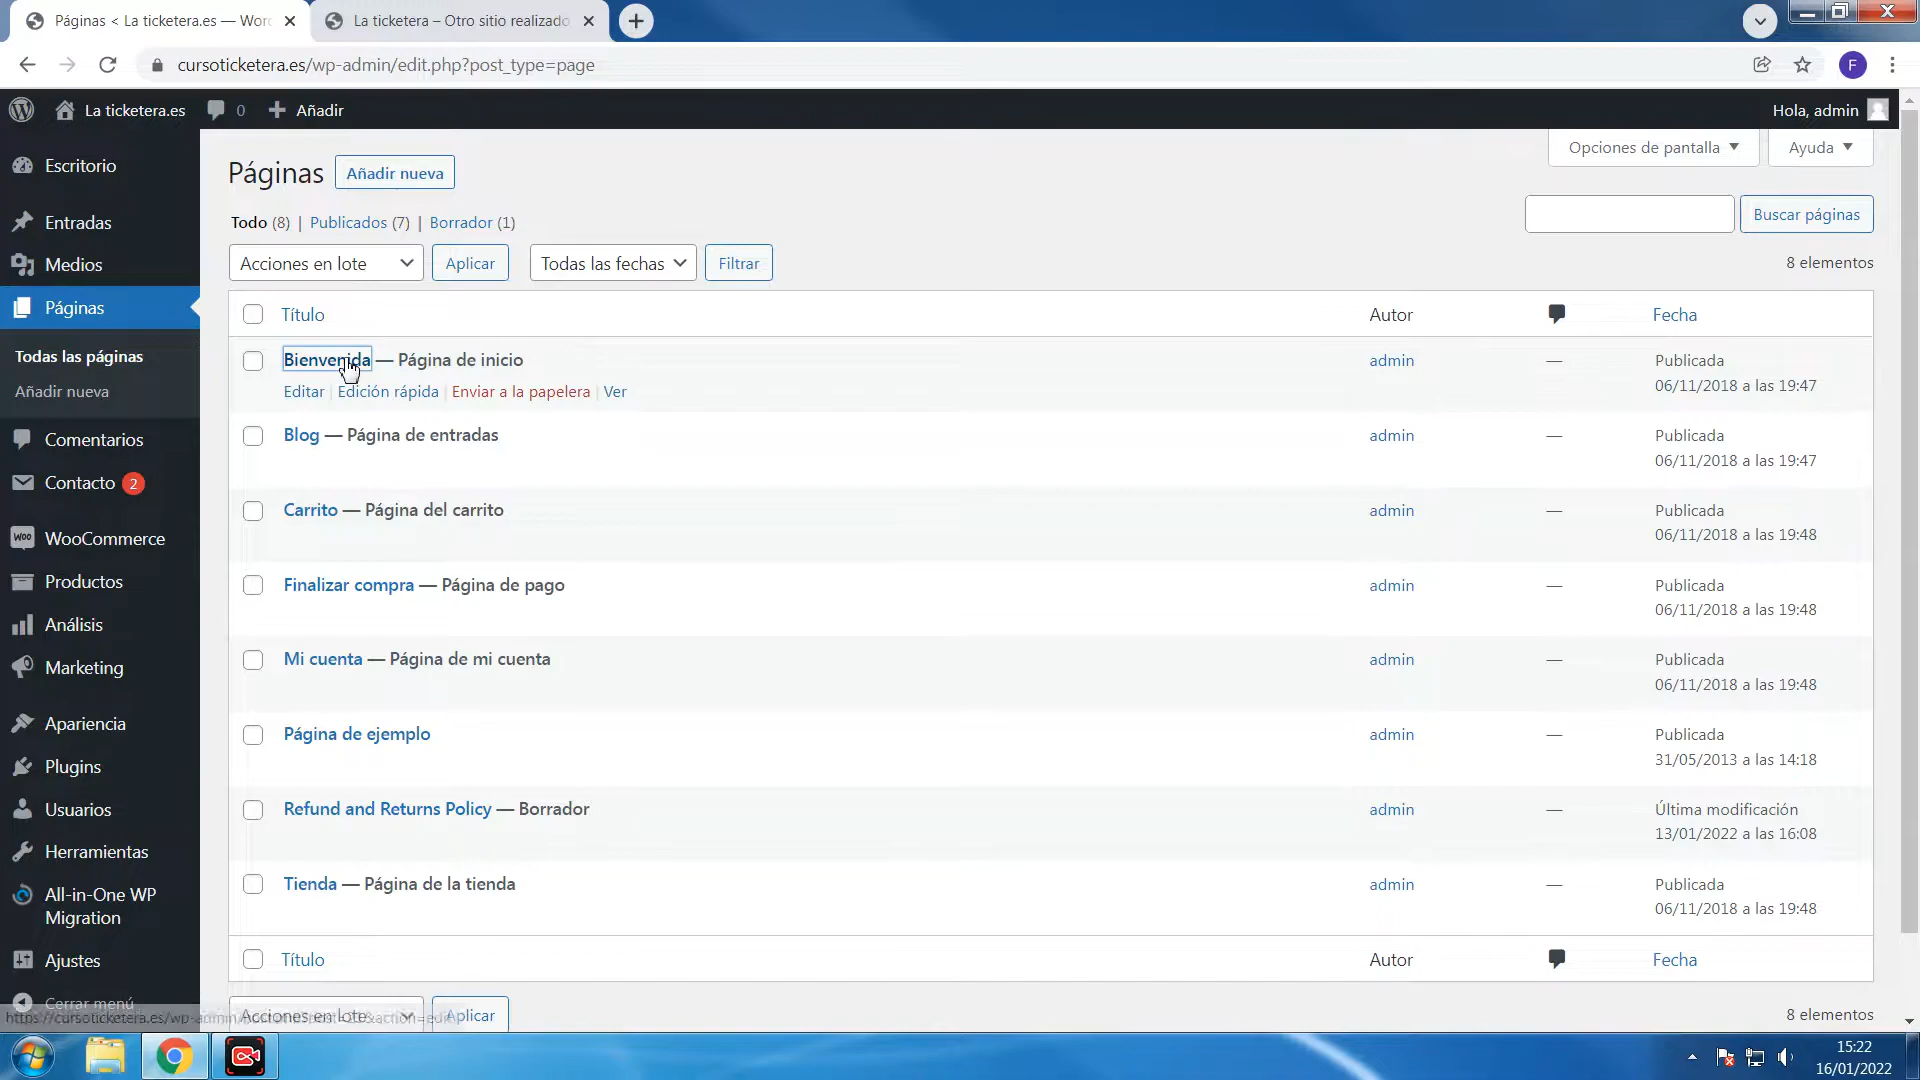 Páginas < La ticketera.es — Word
La ticketera – Otro sitio realizado
cursoticketera.es/wp-admin/edit.php?post_type=page
F
La ticketera.es
0
Añadir
Hola, admin
Escritorio
Entradas
Medios
Páginas
Todas las páginas
Añadir nueva
Comentarios
Contacto 2
WooCommerce
Productos
Análisis
Marketing
Apariencia
Plugins
Usuarios
Herramientas
All-in-One WP
Migration
Ajustes
Cerrar menú
Opciones de pantalla
Ayuda
Páginas
Añadir nueva
Todo (8) | Publicados (7) | Borrador (1)
Buscar páginas
Acciones en lote
Aplicar
Todas las fechas
Filtrar
8 elementos
Título
Autor
Fecha
Bienvenida — Página de inicio
Editar | Edición rápida | Enviar a la papelera | Ver
admin
—
Publicada
06/11/2018 a las 19:47
Blog — Página de entradas
admin
—
Publicada
06/11/2018 a las 19:47
Carrito — Página del carrito
admin
—
Publicada
06/11/2018 a las 19:48
Finalizar compra — Página de pago
admin
—
Publicada
06/11/2018 a las 19:48
Mi cuenta — Página de mi cuenta
admin
—
Publicada
06/11/2018 a las 19:48
Página de ejemplo
admin
—
Publicada
31/05/2013 a las 14:18
Refund and Returns Policy — Borrador
admin
—
Última modificación
13/01/2022 a las 16:08
Tienda — Página de la tienda
admin
—
Publicada
06/11/2018 a las 19:48
Título
Autor
Fecha
Acciones en lote
Aplicar
8 elementos
15:22
16/01/2022